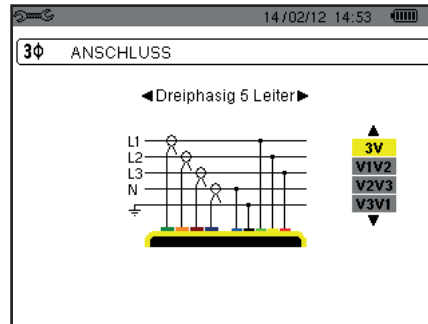 14/02/12 14:53
3Φ ANSCHLUSS
◄Dreiphasig 5 Leiter►
L1
L2
L3
N
3V
V1V2
V2V3
V3V1